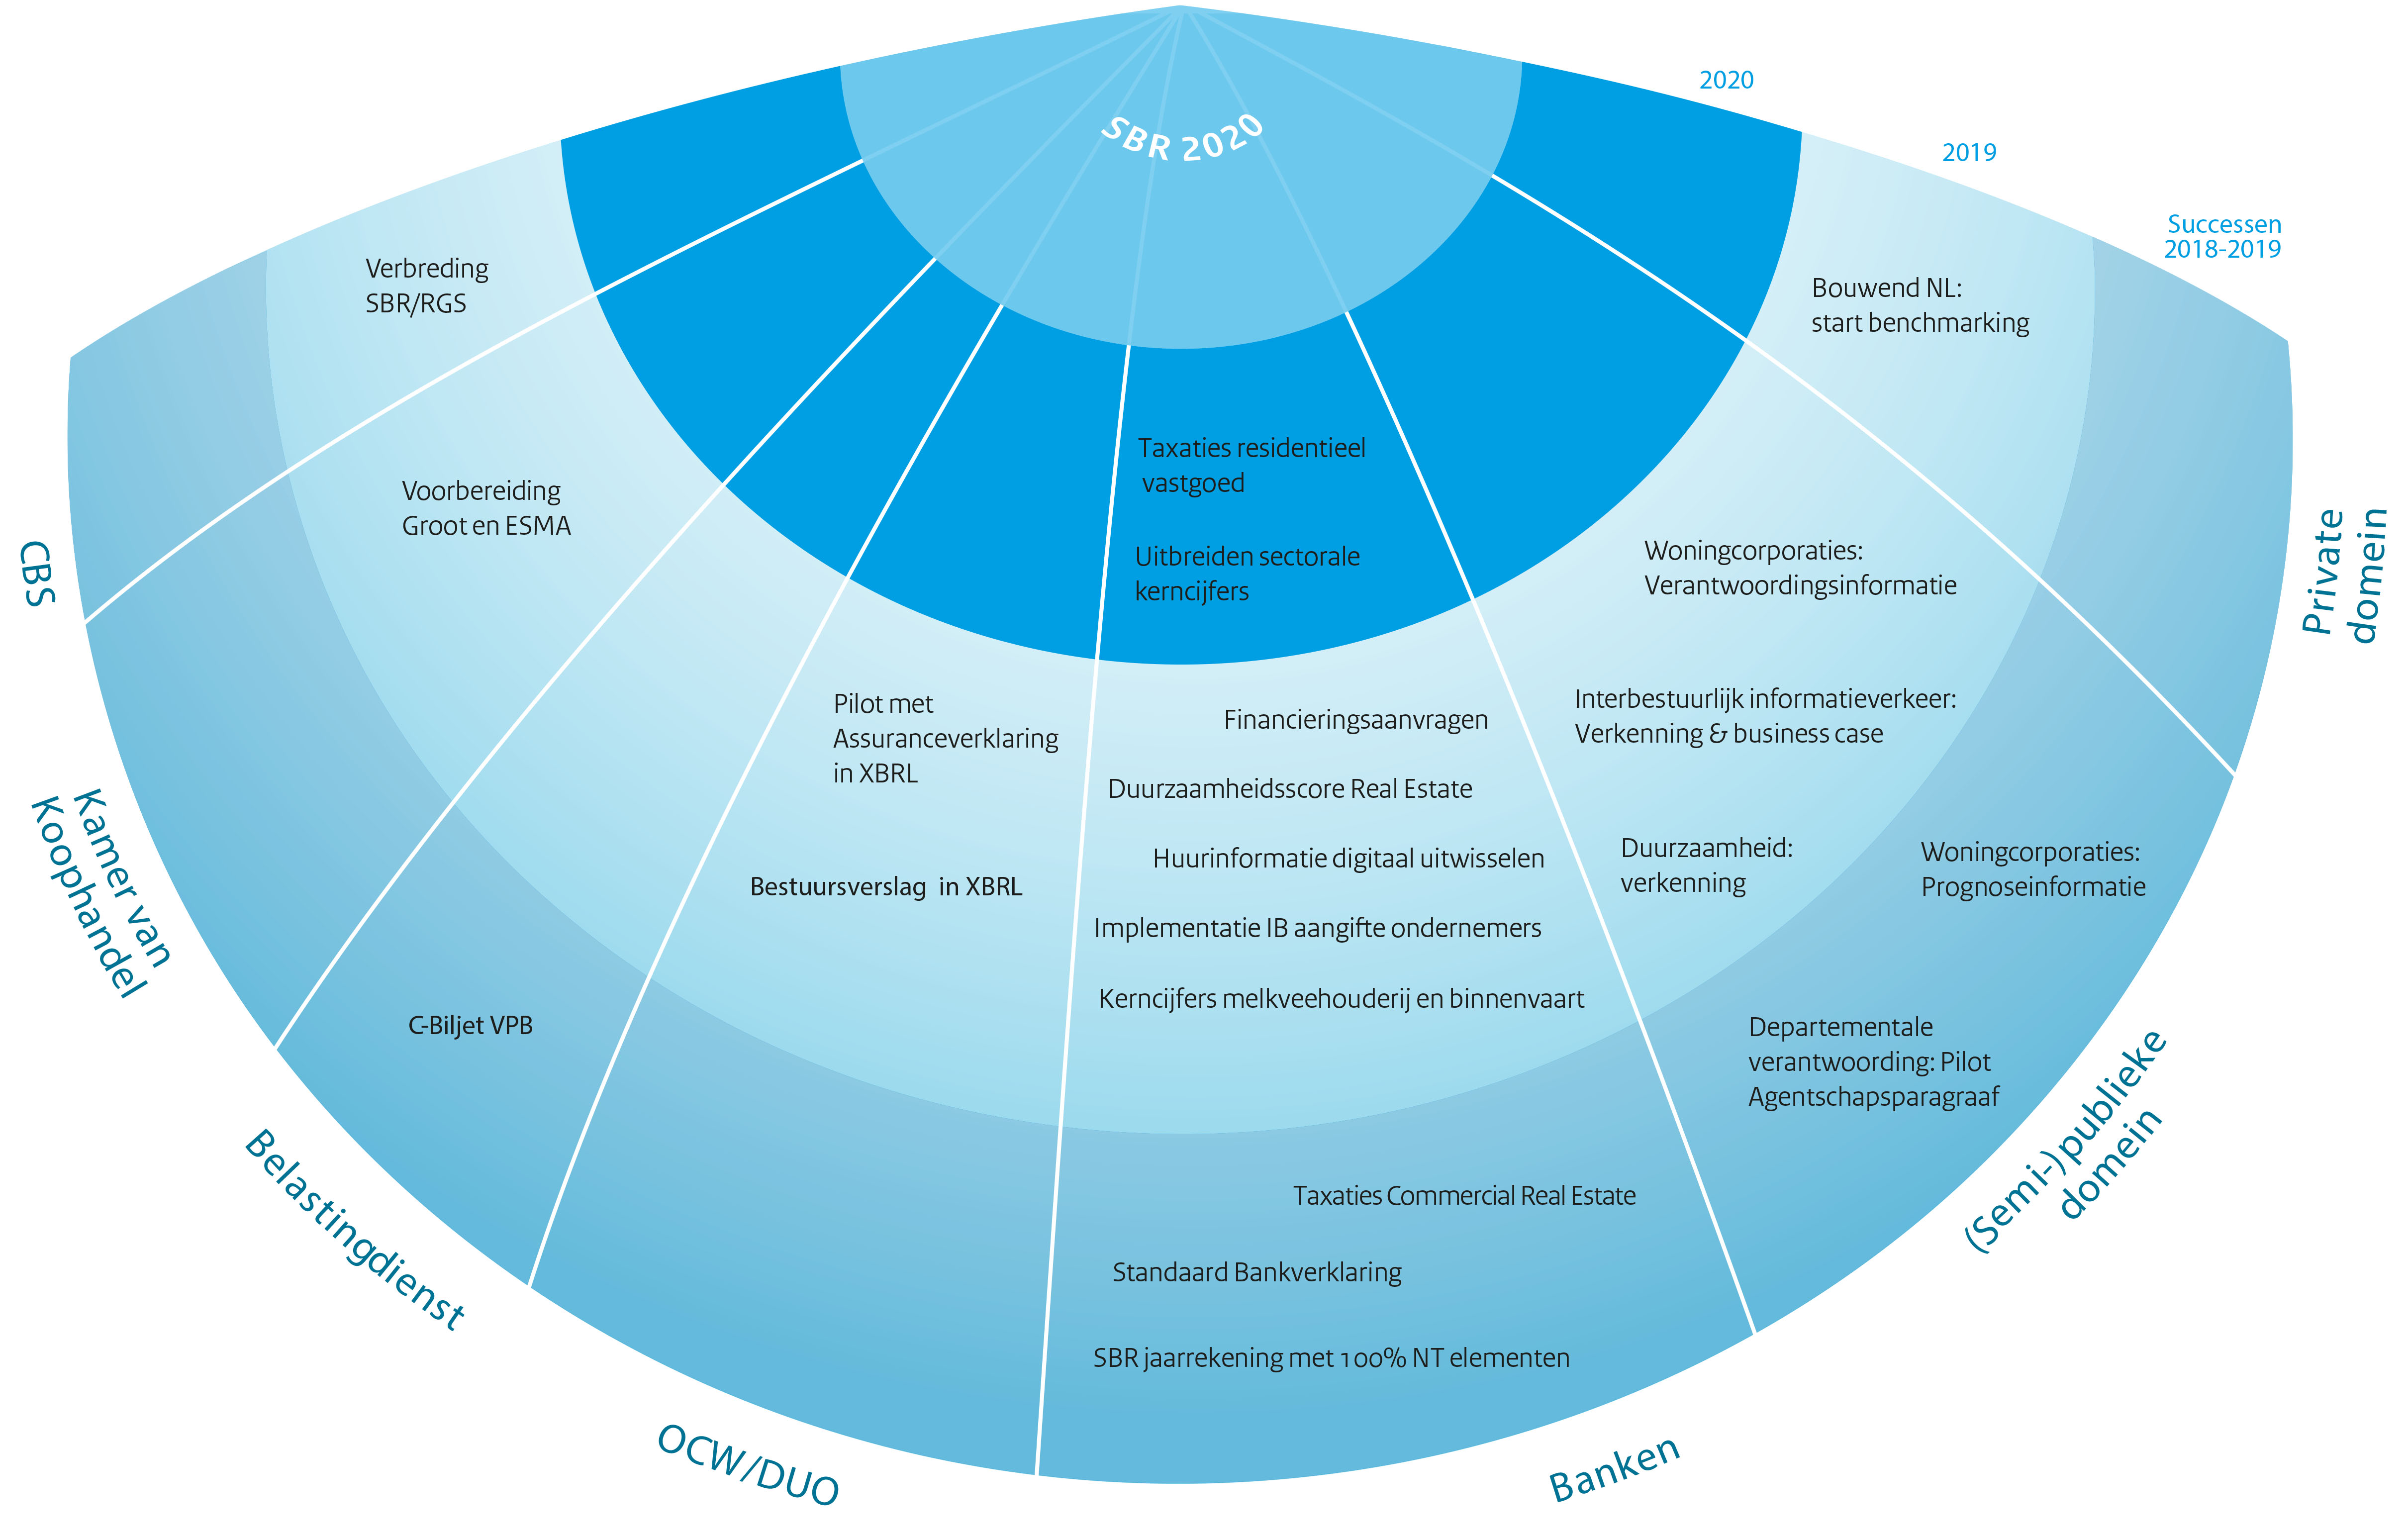 SBR 2020
2020
2019
Successen
2018-2019
Verbreding
SBR/RGS
Voorbereiding
Groot en ESMA
Bouwend NL:
start benchmarking
Taxaties residentieel
vastgoed
Uitbreiden sectorale
kerncijfers
Woningcorporaties:
Verantwoordingsinformatie
Pilot met
Assuranceverklaring
in XBRL
Bestuursverslag in XBRL
Financieringsaanvragen
Duurzaamheidsscore Real Estate
Huurinformatie digitaal uitwisselen
Implementatie IB aangifte ondernemers
Kerncijfers melkveehouderij en binnenvaart
Interbestuurlijk informatieverkeer:
Verkenning & business case
Duurzaamheid:
verkenning
Woningcorporaties:
Prognoseinformatie
Departementale
verantwoording: Pilot
Agentschapsparagraaf
C-Biljet VPB
Taxaties Commercial Real Estate
Standaard Bankverklaring
SBR jaarrekening met 100% NT elementen
CBS
Kamer van
Koophandel
Belastingdienst
OCW/DUO
Banken
(Semi-)publieke
domein
Private
domein